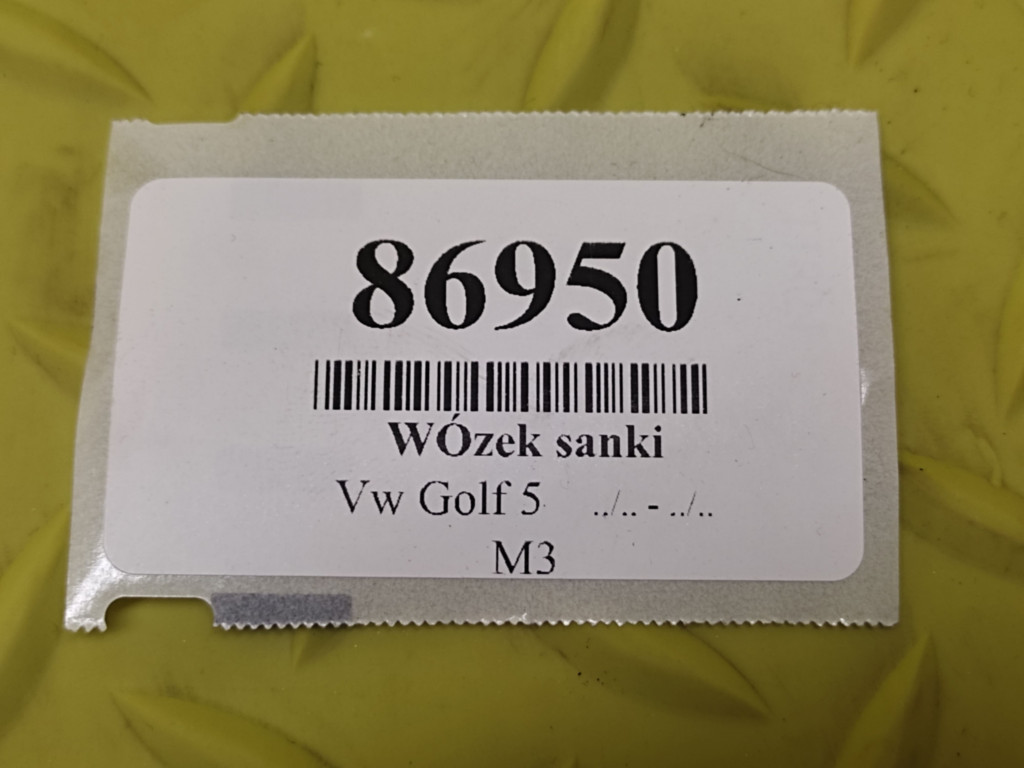 86950
WÓzek sanki
Vw Golf 5 ../.. - ../..
M3